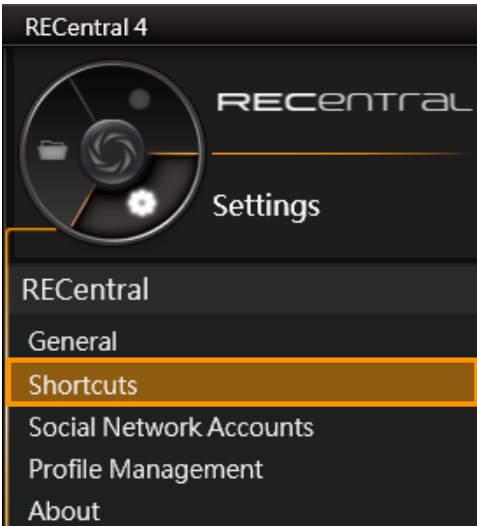 RECentral 4
RECentral
Settings
RECentral
General
Shortcuts
Social Network Accounts
Profile Management
About